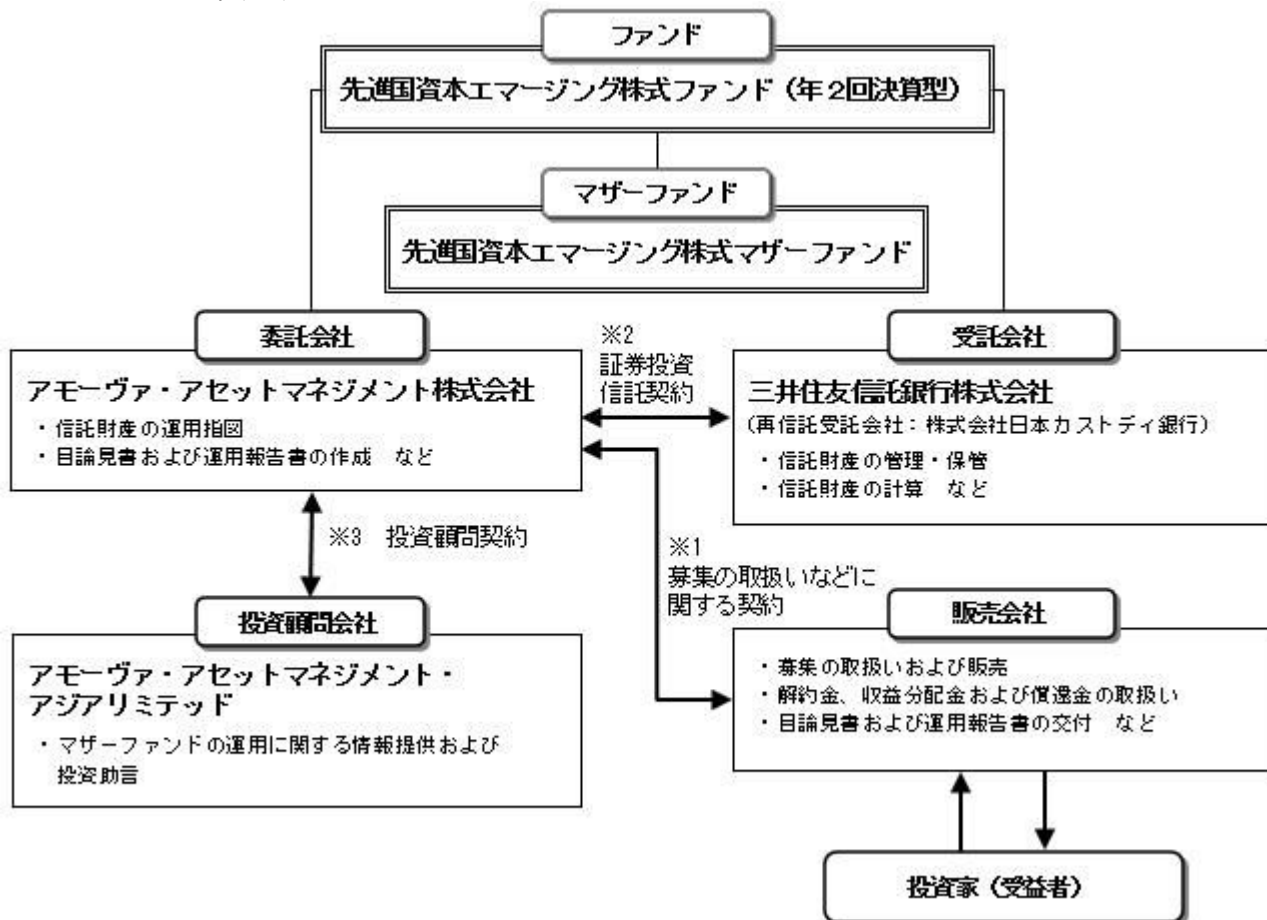 ファンド
先進国資本エマージング株式ファンド（年２回決算型）
マザーファンド
先進国資本エマージング株式マザーファンド
委託会社
アモーヴァ・アセットマネジメント株式会社
・信託財産の運用指図
・目論見書および運用報告書の作成　など
※2
証券投資
信託契約
受託会社
三井住友信託銀行株式会社
（再信託受託会社：株式会社日本カストディ銀行）
・信託財産の管理・保管
・信託財産の計算　など
※3　投資顧問契約
※1
募集の取扱いなどに
関する契約
投資顧問会社
アモーヴァ・アセットマネジメント・
アジアリミテッド
・マザーファンドの運用に関する情報提供および
投資助言
販売会社
・募集の取扱いおよび販売
・解約金、収益分配金および償還金の取扱い
・目論見書および運用報告書の交付　など
投資家（受益者）